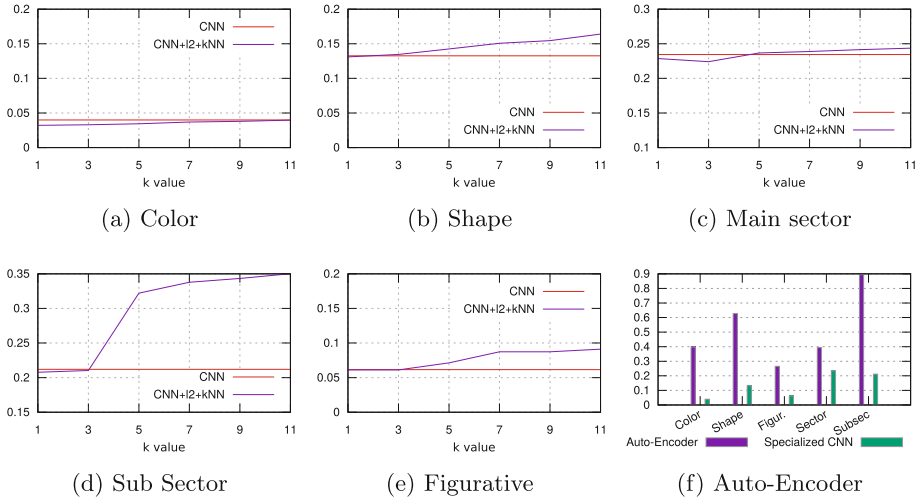 0.2
0.15
0.1
0.05
0
1 3 5 7 9 11
k value
CNN
CNN+l2+kNN
(a) Color
0.2
0.15
0.1
0.05
0
1 3 5 7 9 11
k value
CNN
CNN+l2+kNN
(b) Shape
0.3
0.25
0.2
0.1
1 3 5 7 9 11
k value
CNN
CNN+l2+kNN
(c) Main sector
0.35
0.3
0.25
0.2
0.15
1 3 5 7 9 11
k value
CNN
CNN+l2+kNN
(d) Sub Sector
0.2
0.15
0.1
0.05
0
1 3 5 7 9 11
k value
CNN
CNN+l2+kNN
(e) Figurative
0.9
0.8
0.7
0.6
0.5
0.4
0.3
0.2
0.1
0
Color Shape Figur. Sector Subsec
Auto-Encoder Specialized CNN
(f) Auto-Encoder